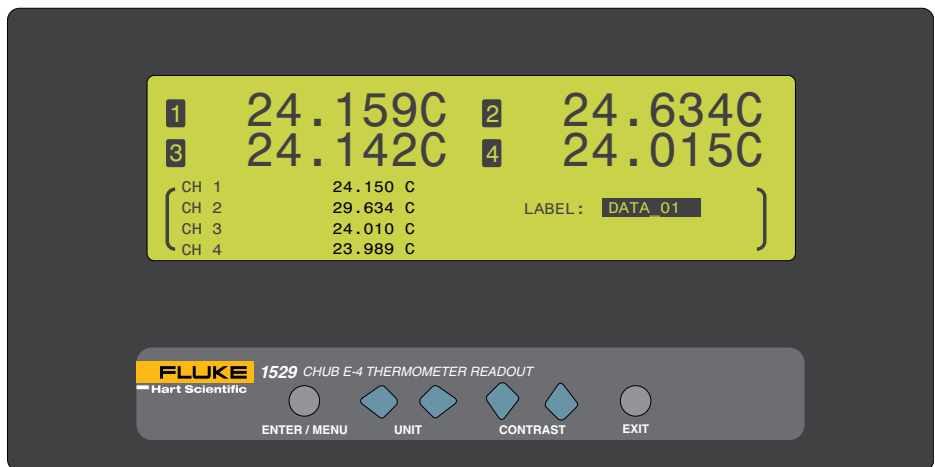 1 24.159C 2 24.634C
3 24.142C 4 24.015C
CH 1 24.150 C
CH 2 29.634 C LABEL: DATA_01
CH 3 24.010 C
CH 4 23.989 C
FLUKE 1529 CHUB E-4 THERMOMETER READOUT
Hart Scientific
ENTER / MENU UNIT CONTRAST EXIT